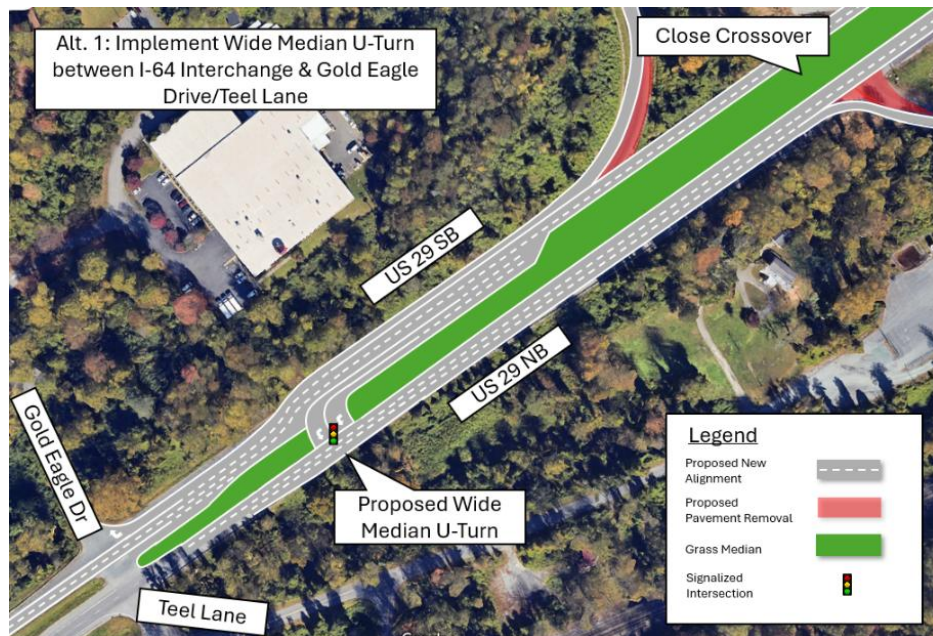 Alt. 1: Implement Wide Median U-Turn
between I-64 Interchange & Gold Eagle
Drive/Teel Lane
Close Crossover
US 29 SB
US 29 NB
Gold Eagle Dr
Proposed Wide
Median U-Turn
Teel Lane
Legend
Proposed New
Alignment
Proposed
Pavement Removal
Grass Median
Signalized
Intersection